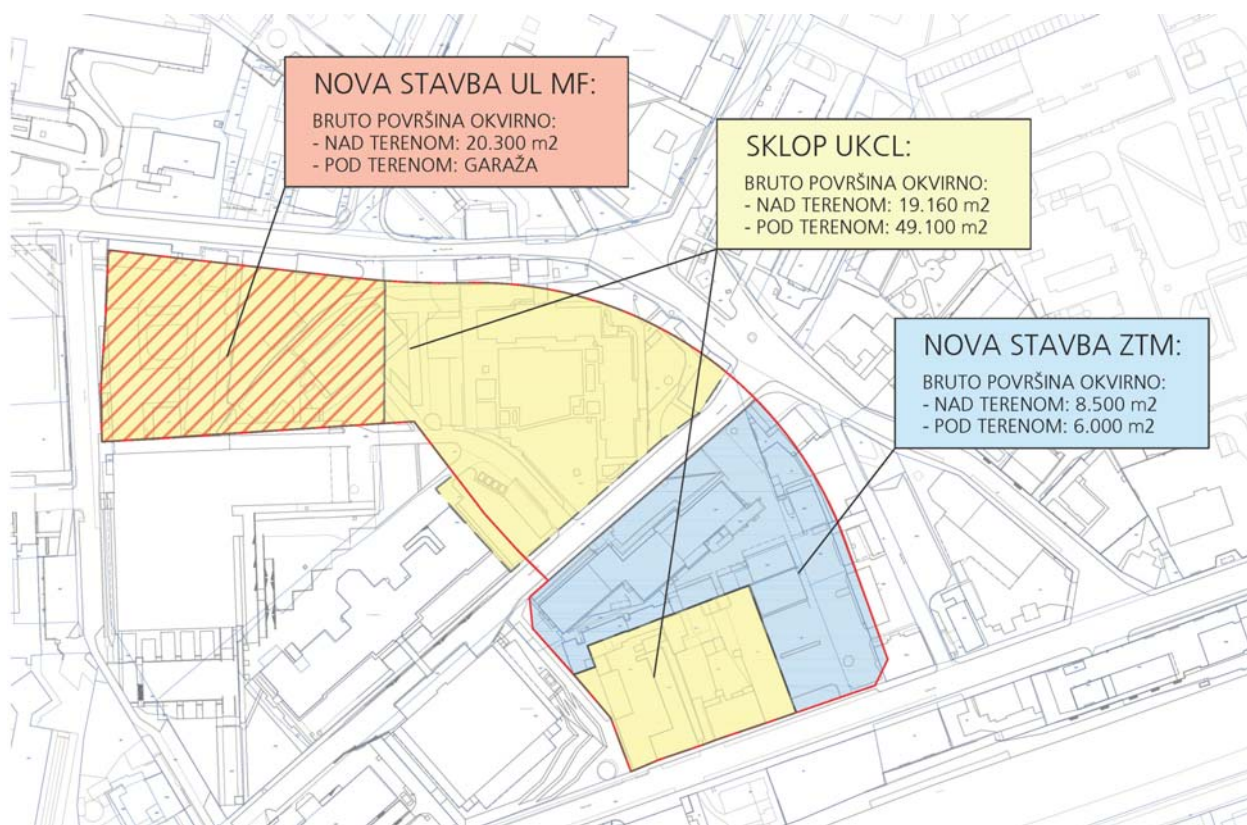 NOVA STAVBA UL MF:
BRUTO POVRŠINA OKVIRNO:
- NAD TERENOM: 20.300 m2
- POD TERENOM: GARAŽA
SKLOP UKCL:
BRUTO POVRŠINA OKVIRNO:
- NAD TERENOM: 19.160 m2
- POD TERENOM: 49.100 m2
NOVA STAVBA ZTM:
BRUTO POVRŠINA OKVIRNO:
- NAD TERENOM: 8.500 m2
- POD TERENOM: 6.000 m2